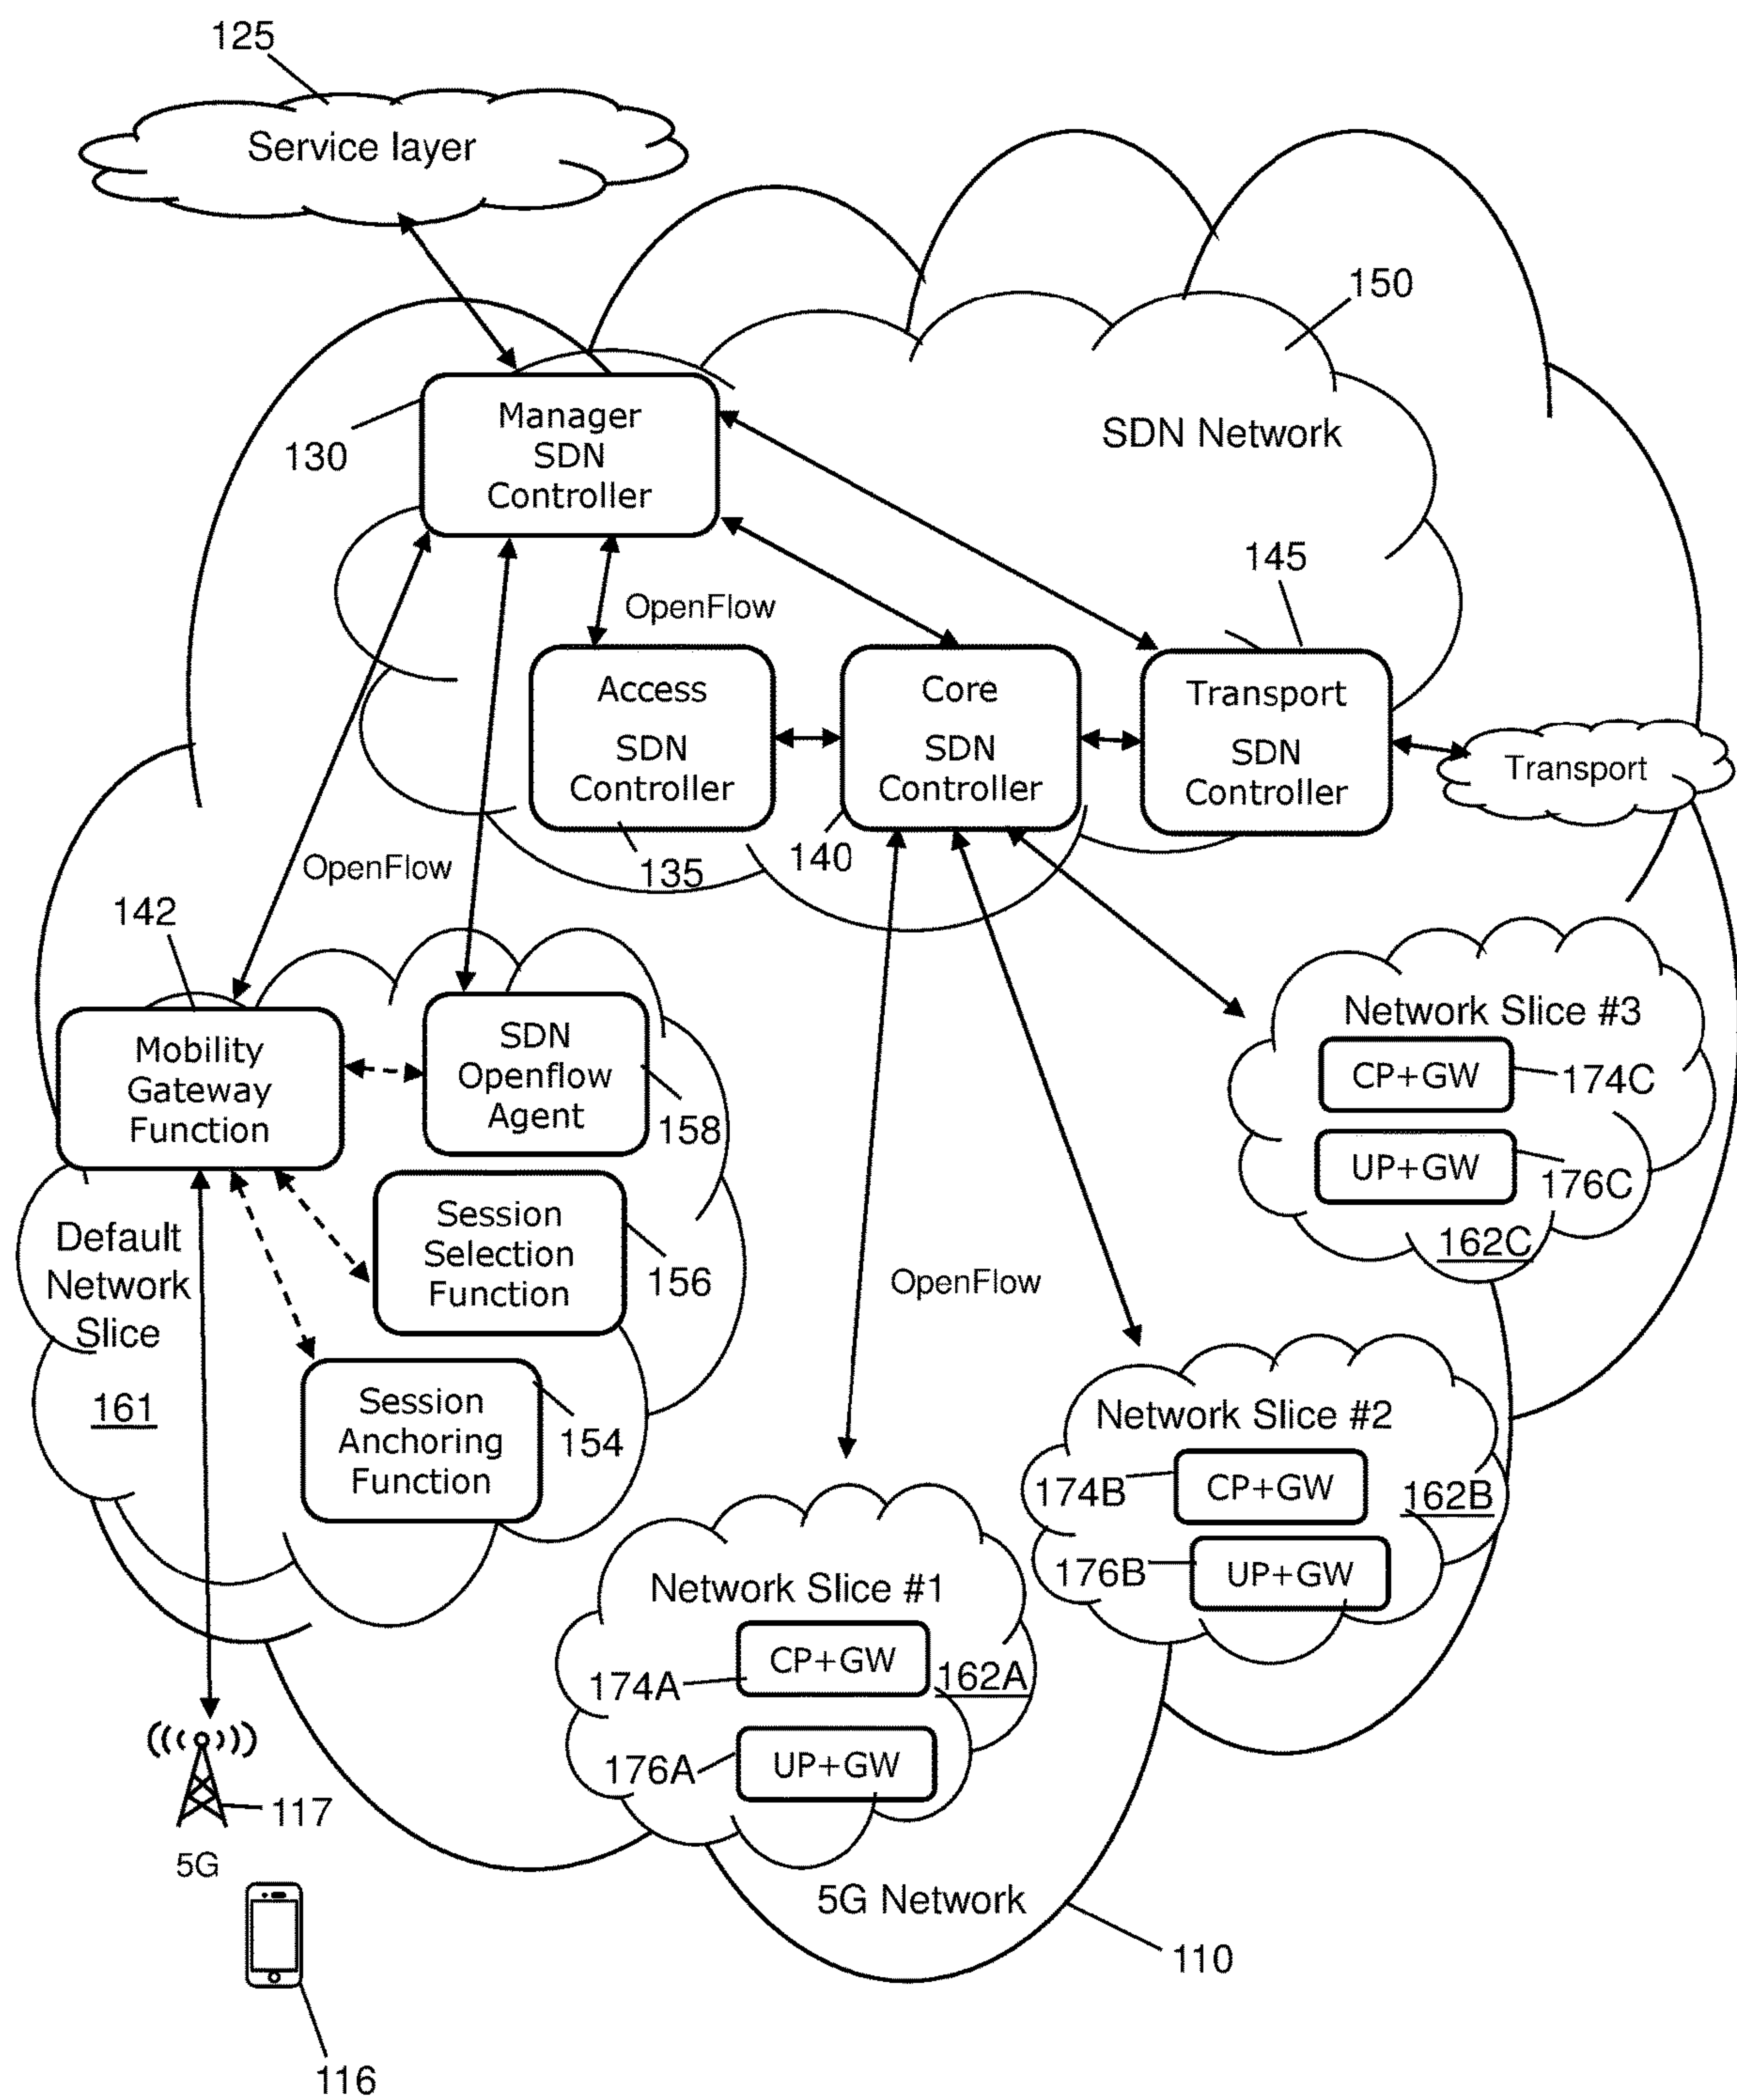 125
Service layer
150
SDN Network
Manager
SDN
Controller
130
145
OpenFlow
Access
SDN
Controller
Core
SDN
Controller
Transport
SDN
Controller
Transport
135
140
OpenFlow
142
Mobility
Gateway
Function
SDN
Openflow
Agent
158
Network Slice #3
CP+GW
174C
UP+GW
176C
162C
Default
Network
Slice
161
Session
Selection
Function
156
OpenFlow
Session
Anchoring
Function
154
Network Slice #2
174B
CP+GW
162B
176B
UP+GW
Network Slice #1
CP+GW
174A
162A
176A
UP+GW
117
5G
5G Network
110
116